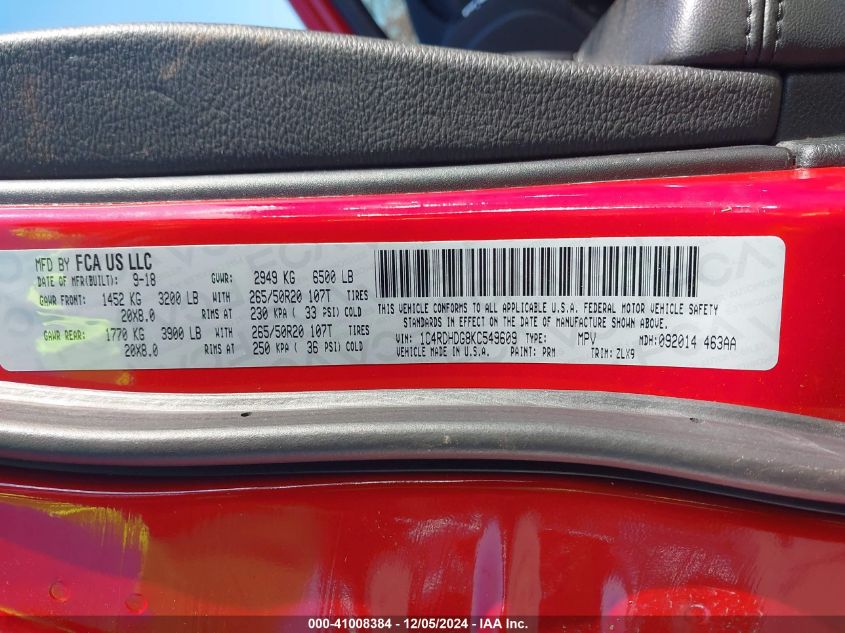 MFD BY FCA US LLC
DATE OF MFR(BUILT): 9-18 GVWR: 2949 KG 6500 LB
GAWR FRONT: 1452 KG 3200 LB WITH 265/50R20 107T TIRES
20X8.0 RIMS AT 230 KPA ( 33 PSI) COLD
GAWR REAR: 1770 KG 3900 LB WITH 265/50R20 107T TIRES
20X8.0 RIMS AT 250 KPA ( 36 PSI) COLD
THIS VEHICLE CONFORMS TO ALL APPLICABLE U.S.A. FEDERAL MOTOR VEHICLE SAFETY
STANDARDS IN EFFECT ON THE DATE OF MANUFACTURE SHOWN ABOVE.
VIN: 1C4RDHDG8KC549609 TYPE: MPV MDH:092014 463AA
VEHICLE MADE IN U.S.A. PAINT: PRM TRIM: ZLX9
000-41008384 - 12/05/2024 - IAA Inc.